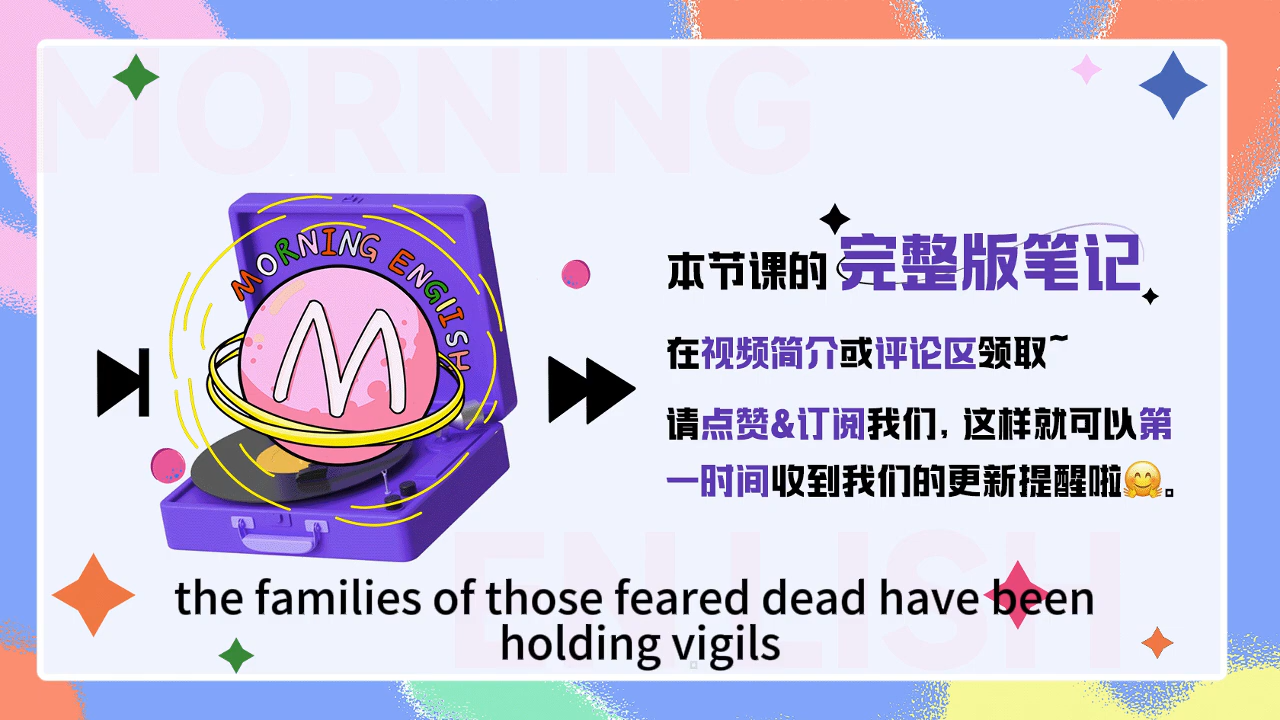 MORNING
MORNING ENGlISH
M
本节课的 完整版笔记
在视频简介或评论区领取~
请点赞&订阅我们，这样就可以第
一时间收到我们的更新提醒啦🤗。
ENGLISH
the families of those feared dead have been
holding vigils